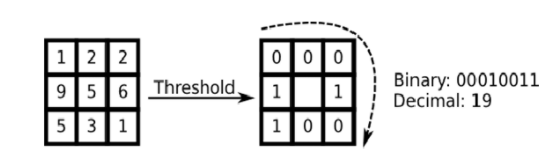 1 2 2
9 5 6
5 3 1
Threshold
0 0 0
1 1
1 0 0
Binary: 00010011
Decimal: 19